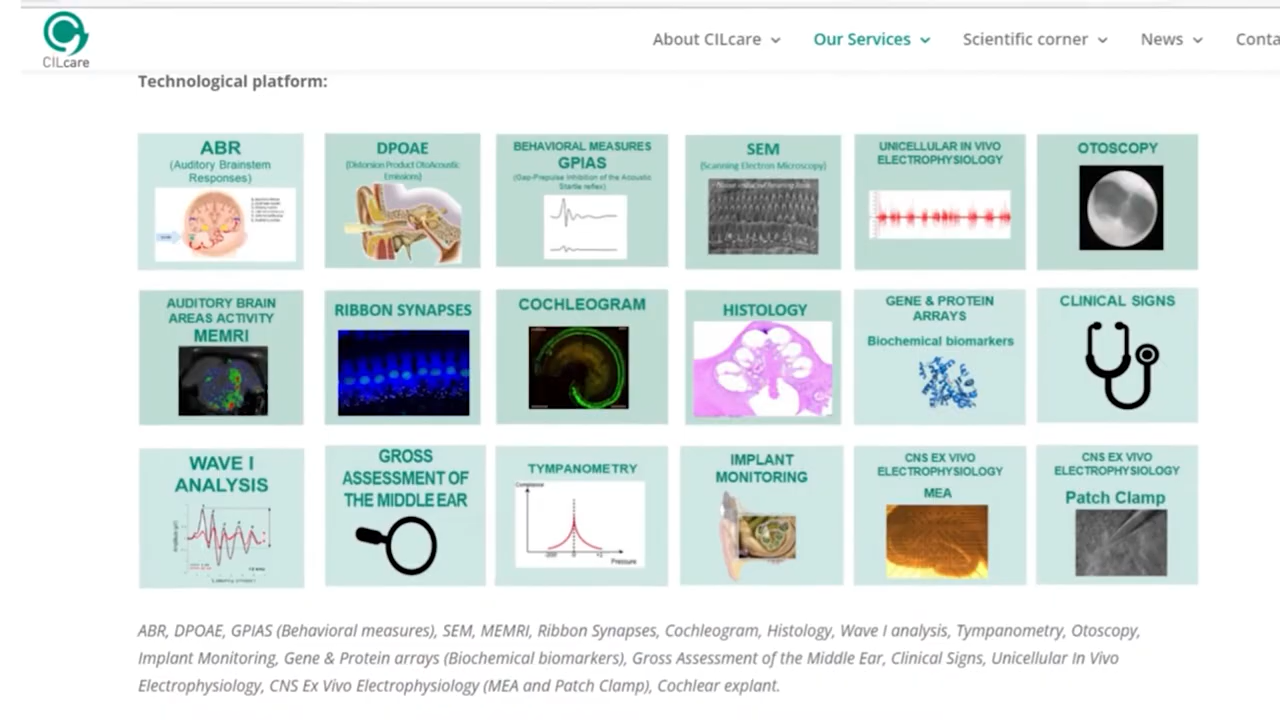 CILcare
About CILcare
Our Services
Scientific corner
News
Conta
Technological platform:
ABR
(Auditory Brainstem
Responses)
DPOAE
(Distorsion Product OtoAcoustic
Emissions)
BEHAVIORAL MEASURES
GPIAS
(Gap-Prepulse Inhibition of the Acoustic
Startle reflex)
SEM
(Scanning Electron Microscopy)
UNICELLULAR IN VIVO
ELECTROPHYSIOLOGY
OTOSCOPY
AUDITORY BRAIN
AREAS ACTIVITY
MEMRI
RIBBON SYNAPSES
COCHLEOGRAM
HISTOLOGY
GENE & PROTEIN
ARRAYS
Biochemical biomarkers
CLINICAL SIGNS
WAVE I
ANALYSIS
GROSS
ASSESSMENT OF
THE MIDDLE EAR
TYMPANOMETRY
Compliance
Pressure
IMPLANT
MONITORING
CNS EX VIVO
ELECTROPHYSIOLOGY
MEA
CNS EX VIVO
ELECTROPHYSIOLOGY
Patch Clamp
ABR, DPOAE, GPIAS (Behavioral measures), SEM, MEMRI, Ribbon Synapses, Cochleogram, Histology, Wave I analysis, Tympanometry, Otoscopy,
Implant Monitoring, Gene & Protein arrays (Biochemical biomarkers), Gross Assessment of the Middle Ear, Clinical Signs, Unicellular In Vivo
Electrophysiology, CNS Ex Vivo Electrophysiology (MEA and Patch Clamp), Cochlear explant.